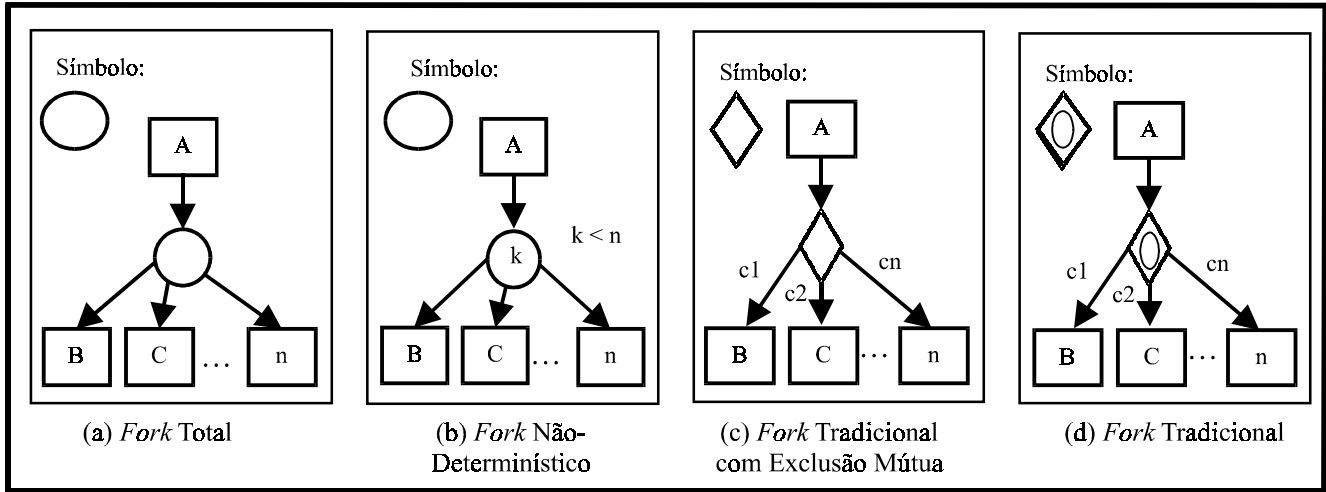 Símbolo:
A
B
C
...
n
(a) Fork Total
Símbolo:
A
k
k < n
B
C
...
n
(b) Fork Não-
Determinístico
Símbolo:
A
c1
c2
cn
B
C
...
n
(c) Fork Tradicional
com Exclusão Mútua
Símbolo:
A
c1
c2
cn
B
C
...
n
(d) Fork Tradicional